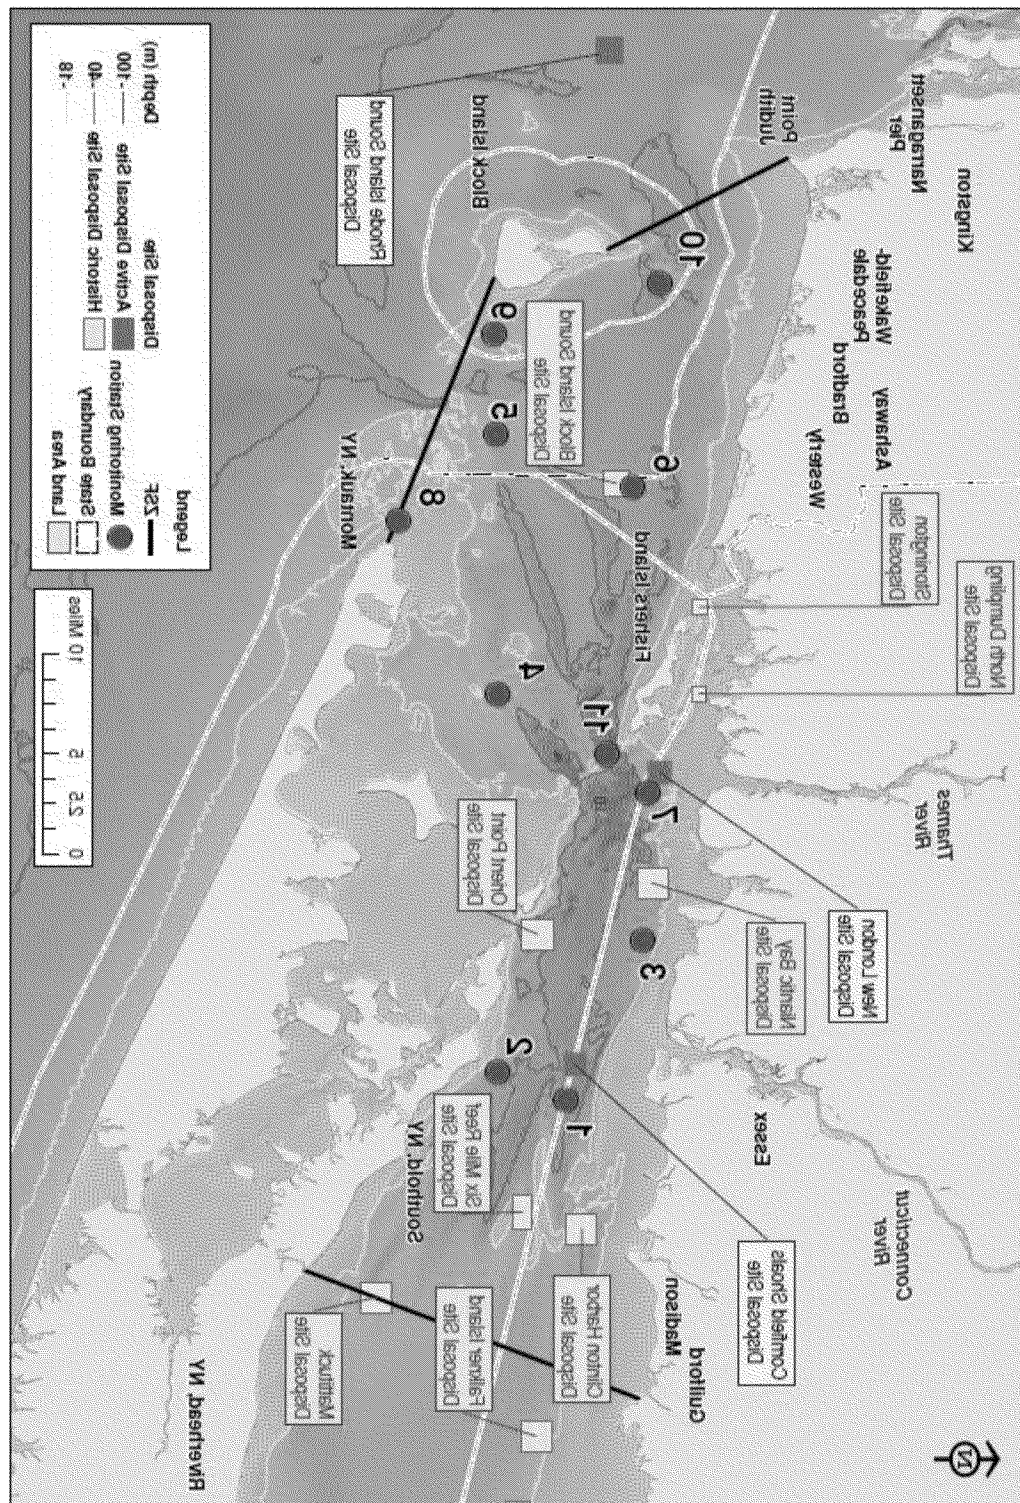 N
Guilford
Madison
Connecticut
River
Essex
Thames
River
Kingston
Narragansett
Pier
Wakefield-
Peacedale
Ashaway
Bradford
Westerly
Point
Judith
Cornfield Shoals
Disposal Site
New London
Disposal Site
Niantic Bay
Disposal Site
North Dumpling
Disposal Site
Stonington
Disposal Site
Clinton Harbor
Disposal Site
Falkner Island
Disposal Site
Six Mile Reef
Disposal Site
Mattituck
Disposal Site
Orient Point
Disposal Site
Block Island Sound
Disposal Site
Rhode Island Sound
Disposal Site
Fishers Island
Block Island
Riverhead, NY
Southold, NY
Montauk, NY
1
2
3
4
5
6
7
8
9
10
11
0 2.5 5 10 Miles
Legend
ZSF
Monitoring Station
State Boundary
Land Area
Disposal Site
Active Disposal Site
Historic Disposal Site
Depth (m)
-100
-40
-18